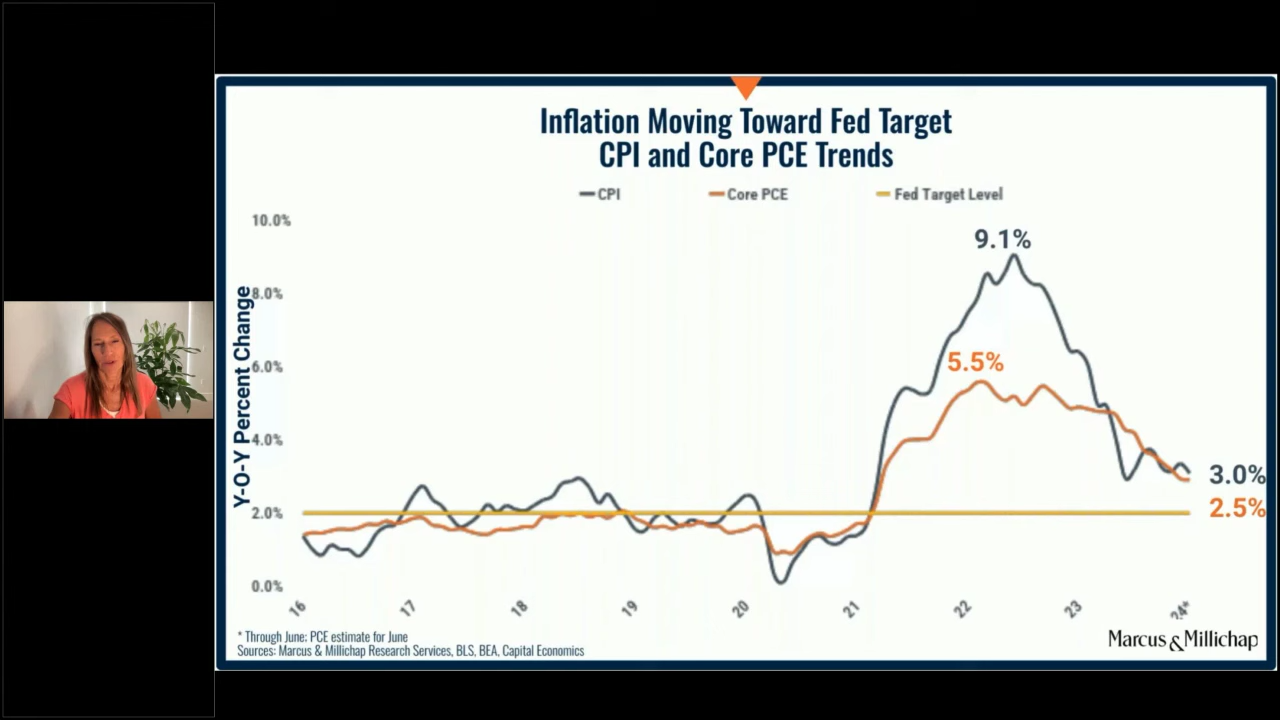 Inflation Moving Toward Fed Target
CPI and Core PCE Trends
CPI
Core PCE
Fed Target Level
Y-O-Y Percent Change
10.0%
8.0%
6.0%
4.0%
2.0%
0.0%
9.1%
5.5%
3.0%
2.5%
16
17
18
19
20
21
22
23
24*
* Through June; PCE estimate for June
Sources: Marcus & Millichap Research Services, BLS, BEA, Capital Economics
Marcus & Millichap